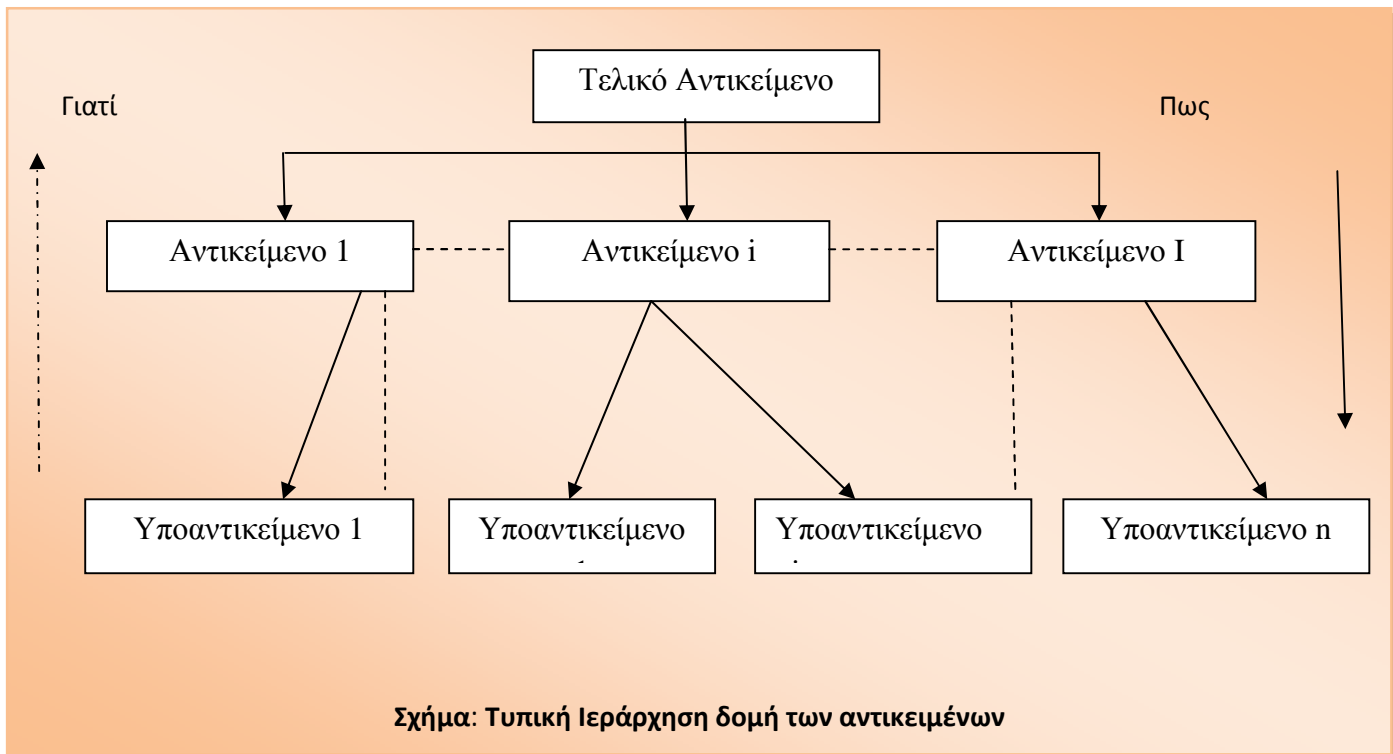 Τελικό Αντικείμενο
Γιατί
Πως
Αντικείμενο 1
Αντικείμενο i
Αντικείμενο I
Υποαντικείμενο 1
Υποαντικείμενο
Υποαντικείμενο
Υποαντικείμενο n
Σχήμα: Τυπική Ιεράρχηση δομή των αντικειμένων